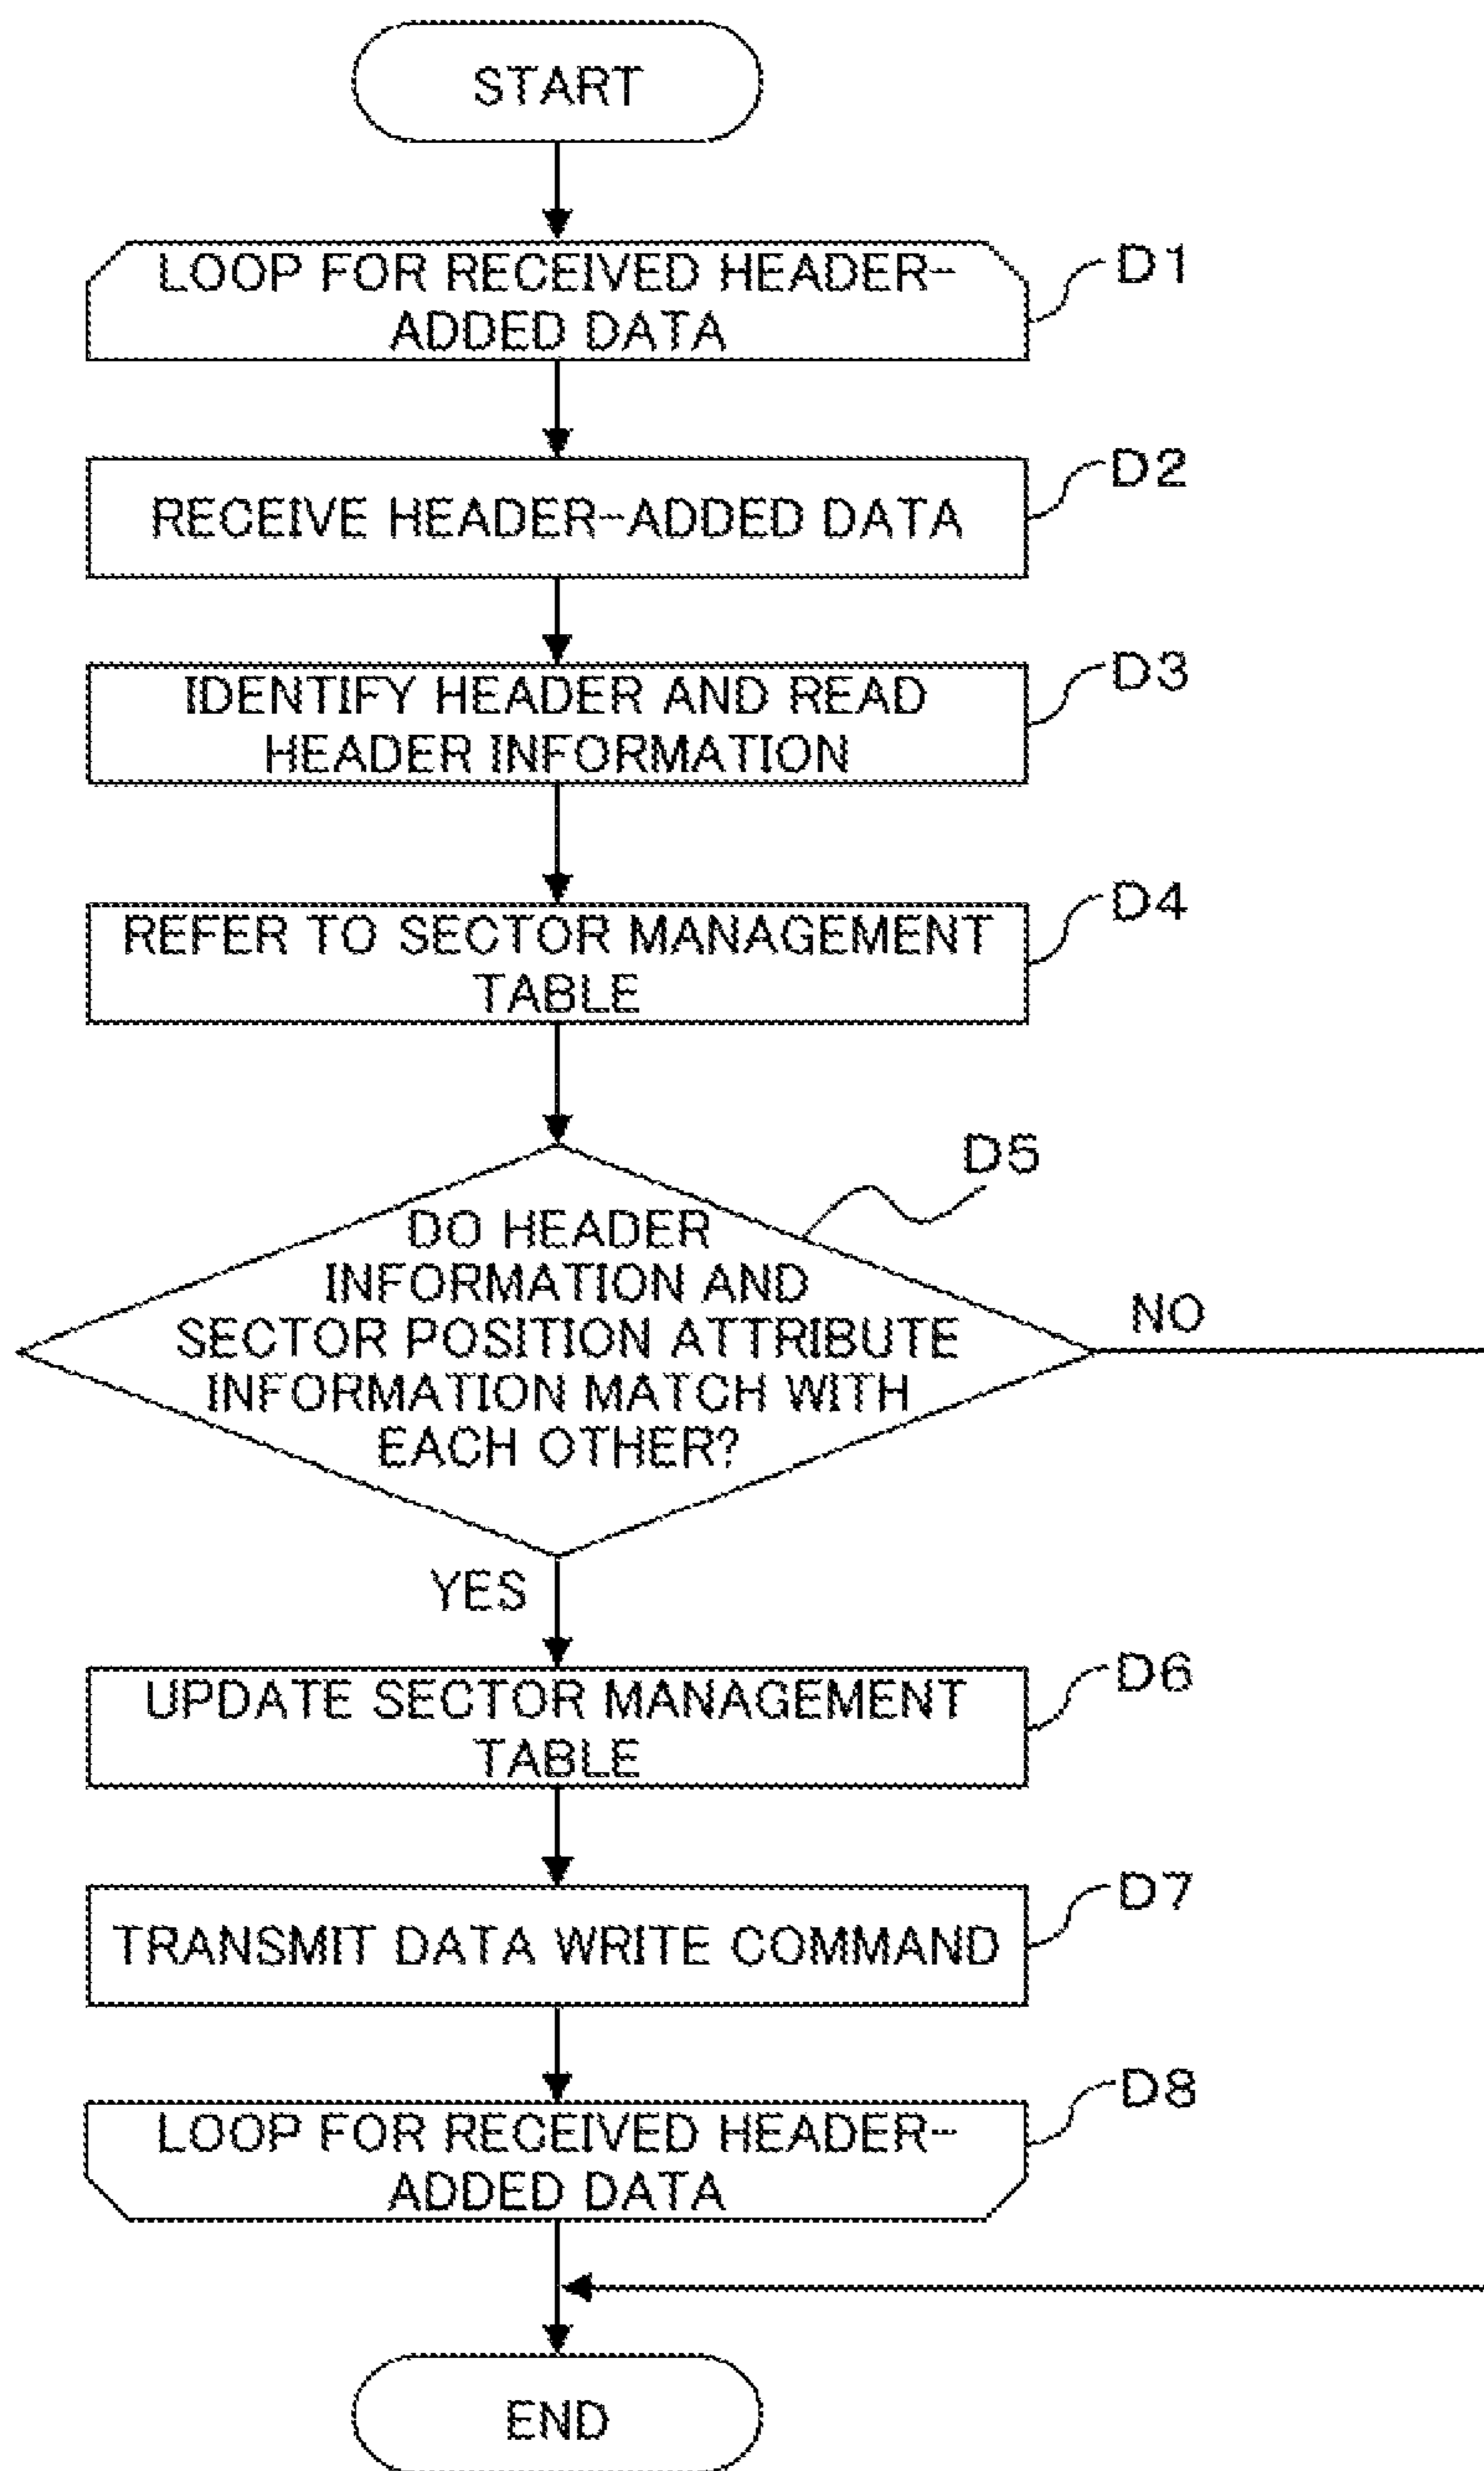 START
LOOP FOR RECEIVED HEADER-
ADDED DATA
D1
RECEIVE HEADER-ADDED DATA
D2
IDENTIFY HEADER AND READ
HEADER INFORMATION
D3
REFER TO SECTOR MANAGEMENT
TABLE
D4
DO HEADER
INFORMATION AND
SECTOR POSITION ATTRIBUTE
INFORMATION MATCH WITH
EACH OTHER?
D5
NO
YES
UPDATE SECTOR MANAGEMENT
TABLE
D6
TRANSMIT DATA WRITE COMMAND
D7
LOOP FOR RECEIVED HEADER-
ADDED DATA
D8
END